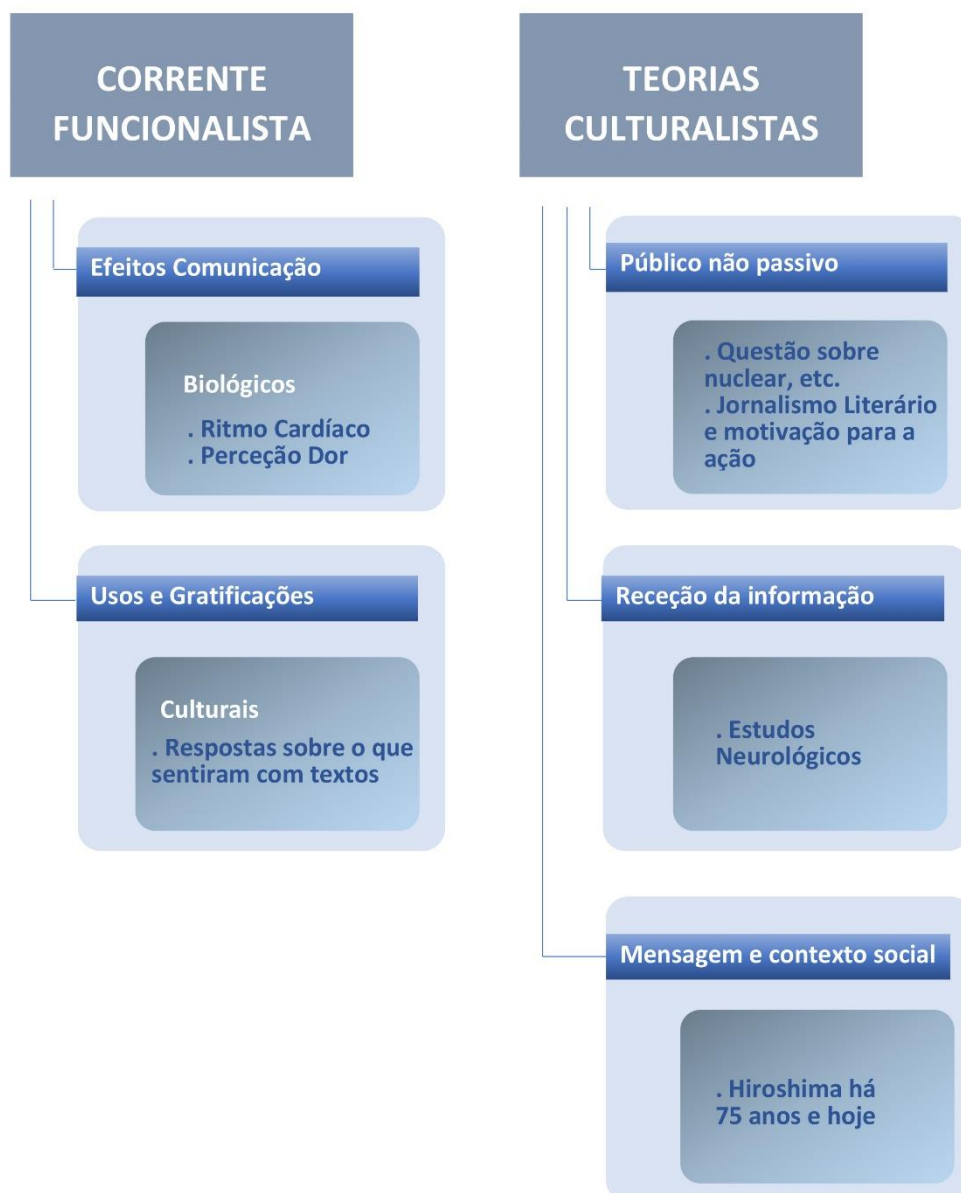 CORRENTE
FUNCIONALISTA
Efeitos Comunicação
Biológicos
. Ritmo Cardíaco
. Perceção Dor
Usos e Gratificações
Culturais
. Respostas sobre o que
sentiram com textos
TEORIAS
CULTURALISTAS
Público não passivo
. Questão sobre
nuclear, etc.
. Jornalismo Literário
e motivação para a
ação
Receção da informação
. Estudos
Neurológicos
Mensagem e contexto social
. Hiroshima há
75 anos e hoje